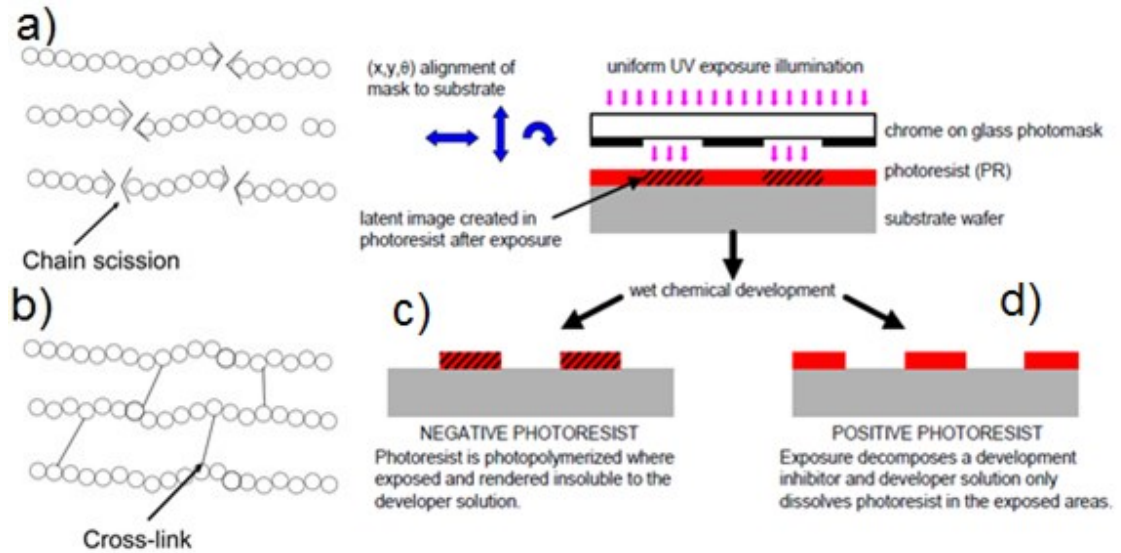 a)
Chain scission
b)
Cross-link
(x,y,θ) alignment of
mask to substrate
uniform UV exposure illumination
chrome on glass photomask
photoresist (PR)
latent image created in
photoresist after exposure
substrate wafer
wet chemical development
c)
NEGATIVE PHOTORESIST
Photoresist is photopolymerized where
exposed and rendered insoluble to the
developer solution.
d)
POSITIVE PHOTORESIST
Exposure decomposes a development
inhibitor and developer solution only
dissolves photoresist in the exposed areas.